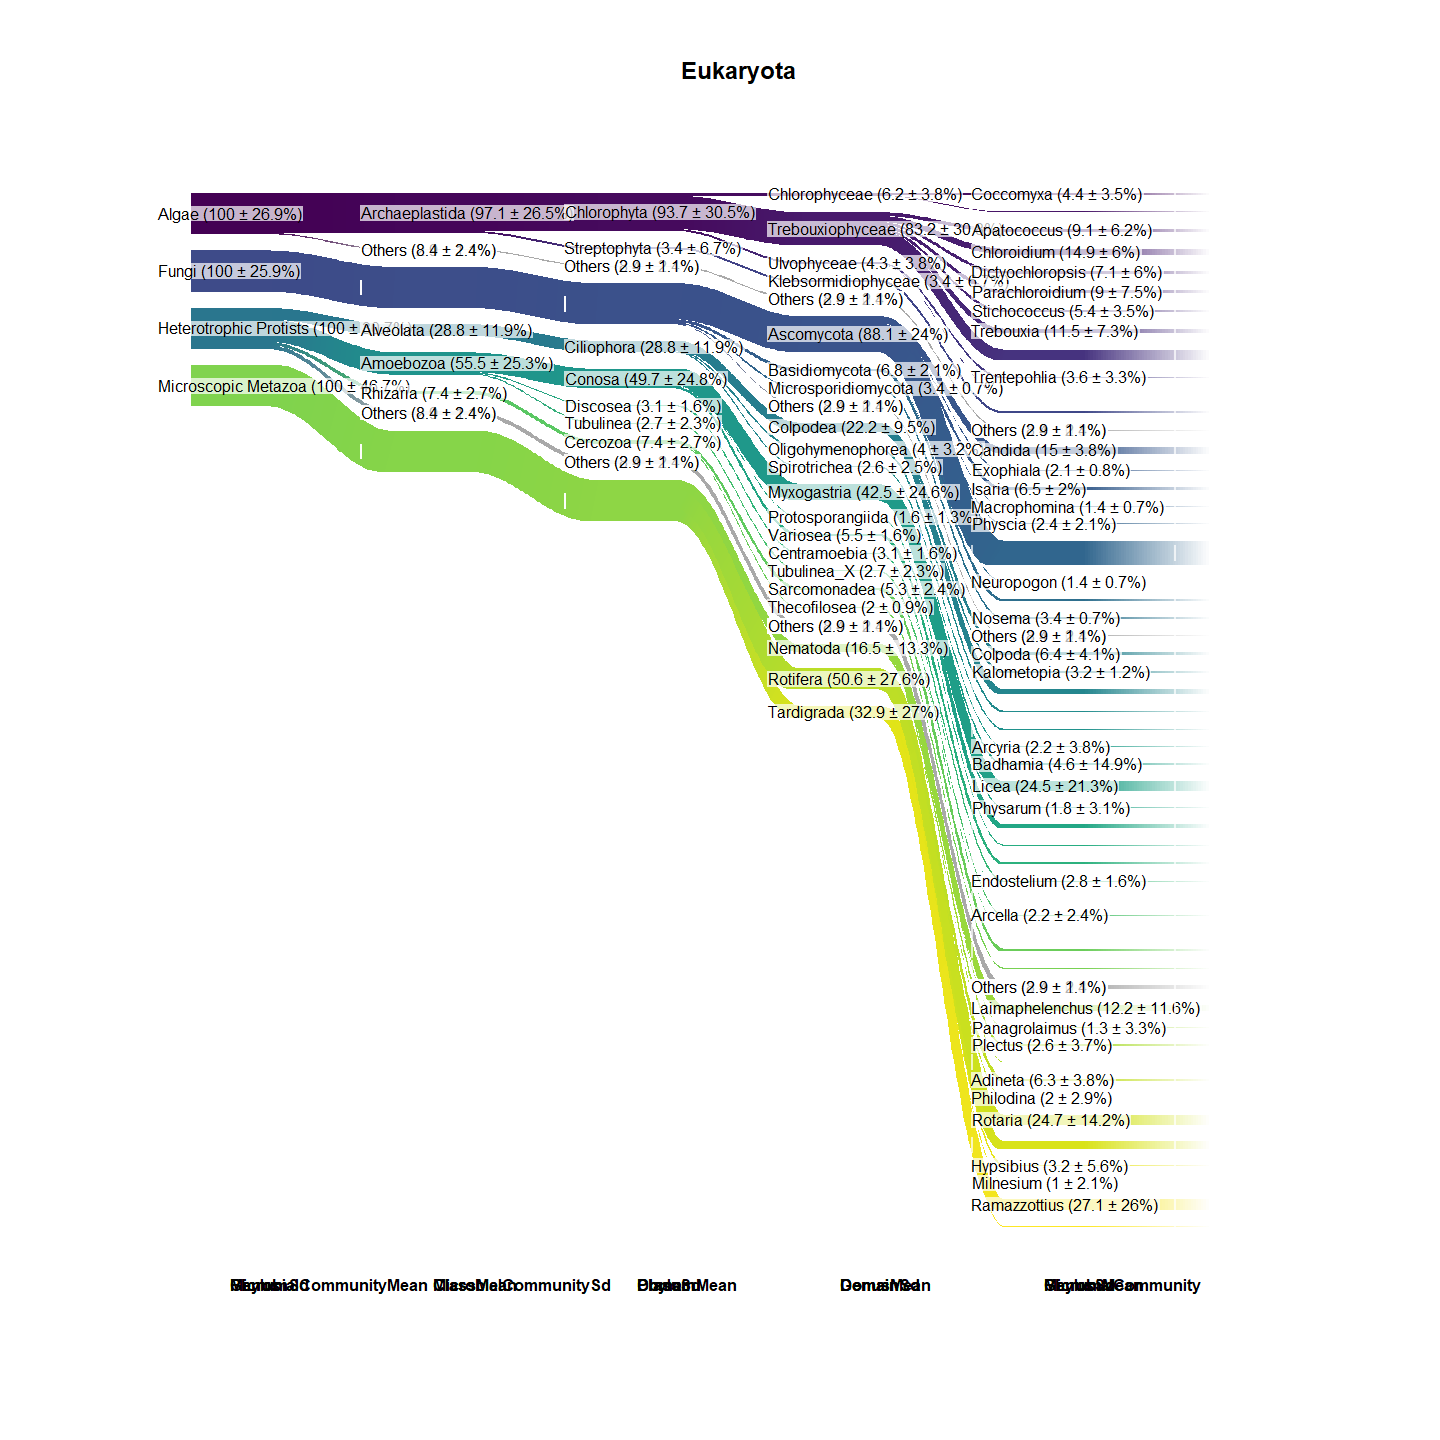 Eukaryota
Algae (100 ± 26.9%)
Fungi (100 ± 25.9%)
Heterotrophic Protists (100 ±
Microscopic Metazoa (100 ± 46.7%)
Archaeplastida (97.1 ± 26.5%)
Others (8.4 ± 2.4%)
Alveolata (28.8 ± 11.9%)
Amoebozoa (55.5 ± 25.3%)
Rhizaria (7.4 ± 2.7%)
Others (8.4 ± 2.4%)
Chlorophyta (93.7 ± 30.5%)
Streptophyta (3.4 ± 6.7%)
Others (2.9 ± 1.1%)
Ciliophora (28.8 ± 11.9%)
Conosa (49.7 ± 24.8%)
Discosea (3.1 ± 1.6%)
Tubulinea (2.7 ± 2.3%)
Cercozoa (7.4 ± 2.7%)
Others (2.9 ± 1.1%)
Chlorophyceae (6.2 ± 3.8%)
Trebouxiophyceae (83.2 ± 30
Ulvophyceae (4.3 ± 3.8%)
Klebsormidiophyceae (3.4 ± 6.7%)
Others (2.9 ± 1.1%)
Ascomycota (88.1 ± 24%)
Basidiomycota (6.8 ± 2.1%)
Microsporidiomycota (3.4 ± 0.7%)
Others (2.9 ± 1.1%)
Colpodea (22.2 ± 9.5%)
Oligohymenophorea (4 ± 3.2%
Spirotrichea (2.6 ± 2.5%)
Myxogastria (42.5 ± 24.6%)
Protosporangiida (1.6 ± 1.3%
Variosea (5.5 ± 1.6%)
Centramoebia (3.1 ± 1.6%)
Tubulinea_X (2.7 ± 2.3%)
Sarcomonadea (5.3 ± 2.4%)
Thecofilosea (2 ± 0.9%)
Others (2.9 ± 1.1%)
Nematoda (16.5 ± 13.3%)
Rotifera (50.6 ± 27.6%)
Tardigrada (32.9 ± 27%)
Coccomyxa (4.4 ± 3.5%)
Apatococcus (9.1 ± 6.2%)
Chloroidium (14.9 ± 6%)
Dictyochloropsis (7.1 ± 6%)
Parachloroidium (9 ± 7.5%)
Stichococcus (5.4 ± 3.5%)
Trebouxia (11.5 ± 7.3%)
Trentepohlia (3.6 ± 3.3%)
Others (2.9 ± 1.1%)
Candida (15 ± 3.8%)
Exophiala (2.1 ± 0.8%)
Isaria (6.5 ± 2%)
Macrophomina (1.4 ± 0.7%)
Physcia (2.4 ± 2.1%)
Neuropogon (1.4 ± 0.7%)
Nosema (3.4 ± 0.7%)
Others (2.9 ± 1.1%)
Colpoda (6.4 ± 4.1%)
Kalometopia (3.2 ± 1.2%)
Arcyria (2.2 ± 3.8%)
Badhamia (4.6 ± 14.9%)
Licea (24.5 ± 21.3%)
Physarum (1.8 ± 3.1%)
Endostelium (2.8 ± 1.6%)
Arcella (2.2 ± 2.4%)
Others (2.9 ± 1.1%)
Laimaphelenchus (12.2 ± 11.6%)
Panagrolaimus (1.3 ± 3.3%)
Plectus (2.6 ± 3.7%)
Adineta (6.3 ± 3.8%)
Philodina (2 ± 2.9%)
Rotaria (24.7 ± 14.2%)
Hypsibius (3.2 ± 5.6%)
Milnesium (1 ± 2.1%)
Ramazzottius (27.1 ± 26%)